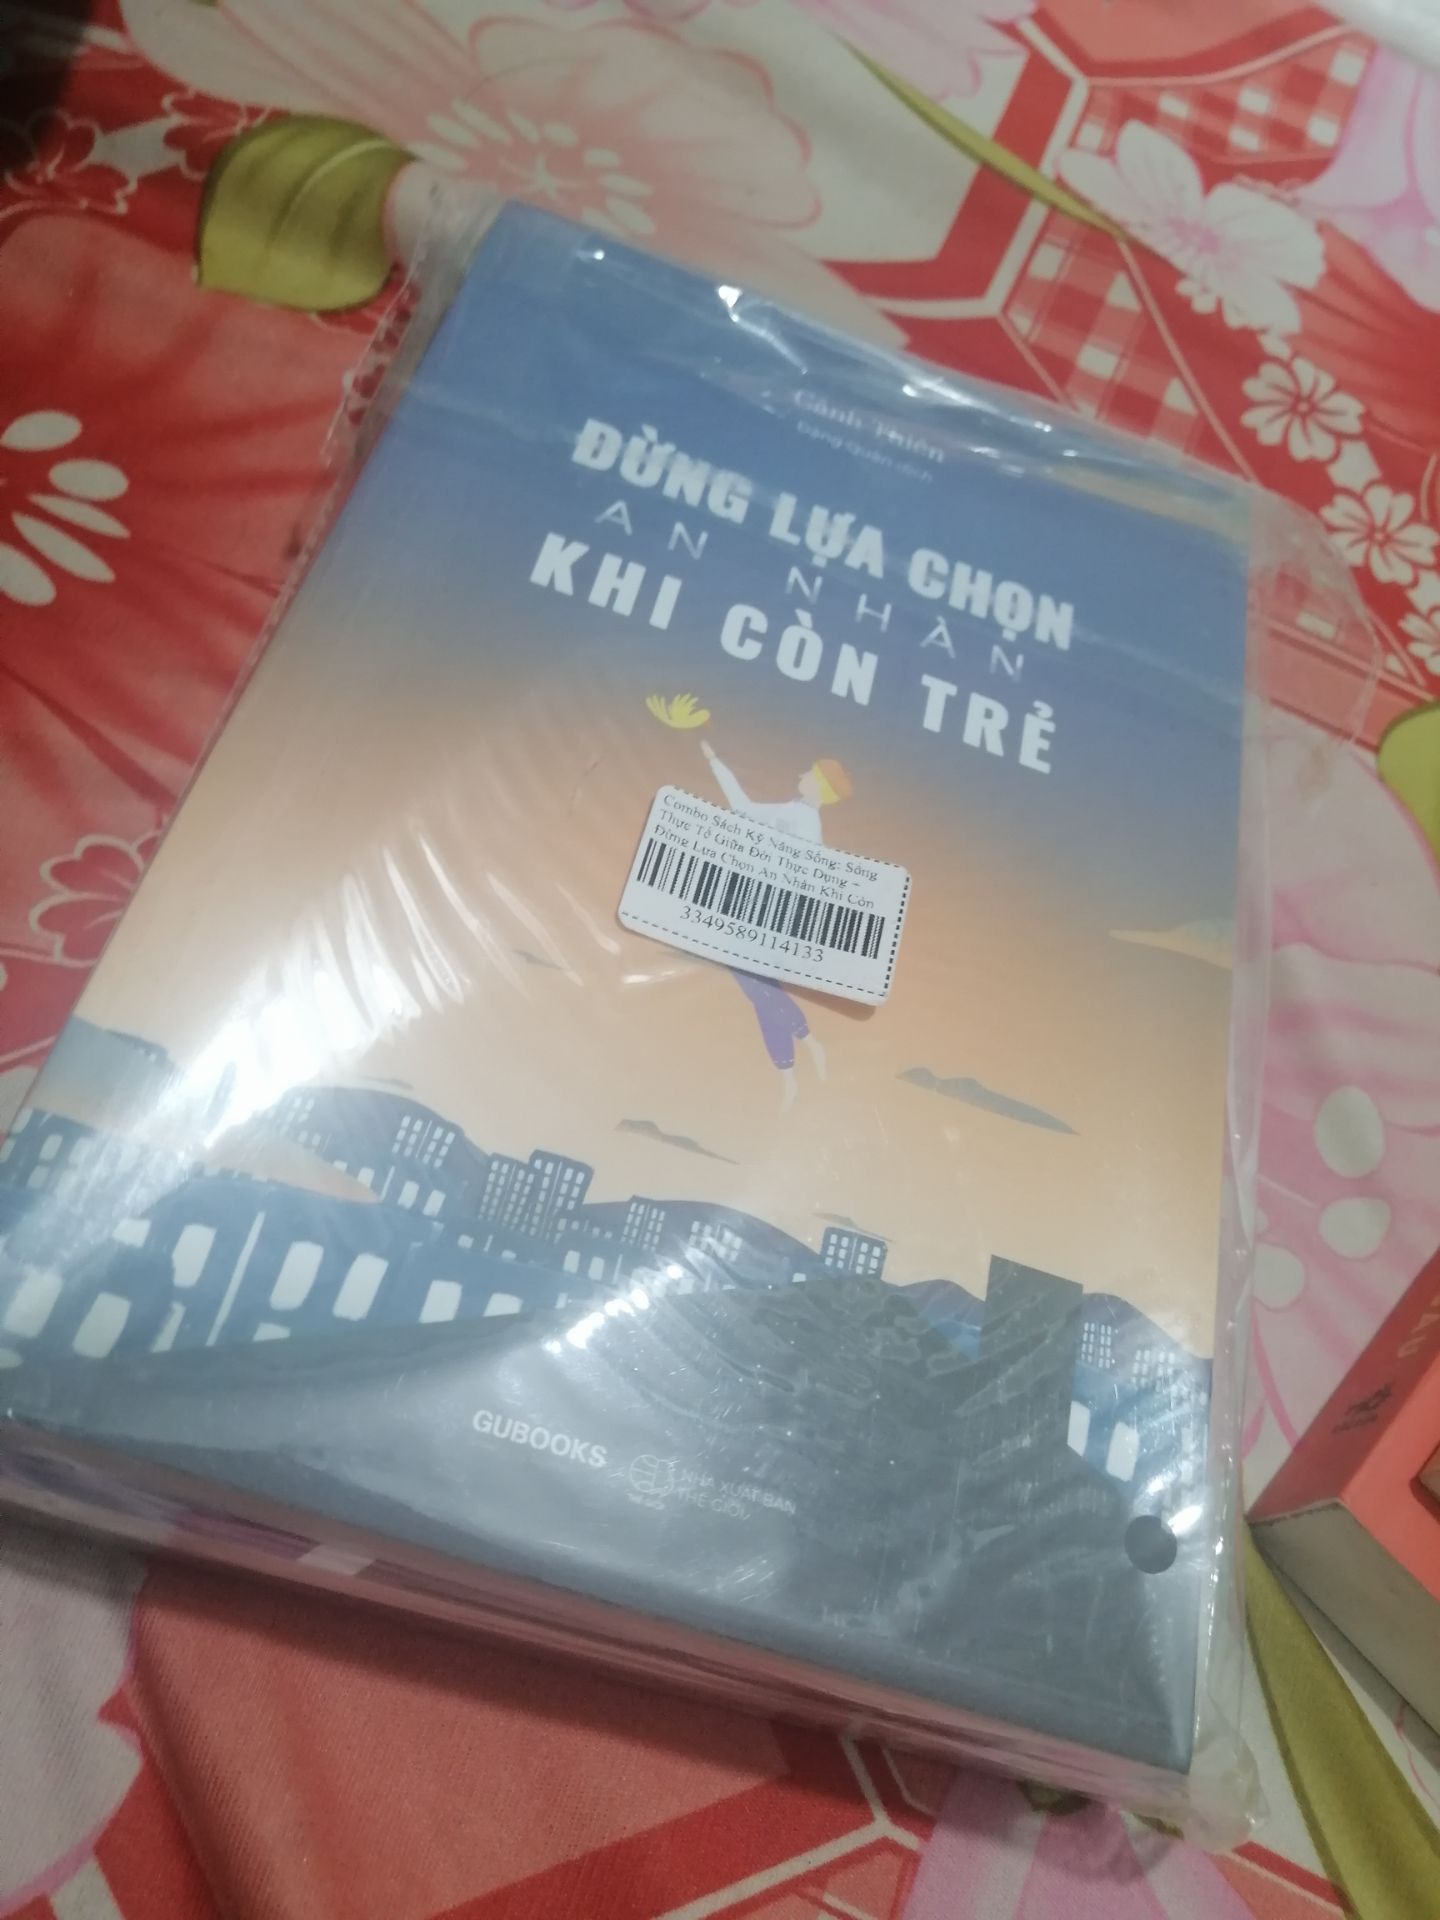 Cảnh Thiên
Đặng Quân dịch
ĐỪNG LỰA CHỌN
AN NHÀN
KHI CÒN TRẺ
Combo Sách Kỹ Năng Sống: Sống
Thực Tế Giữa Đời Thực Dụng +
Đừng Lựa Chọn An Nhàn Khi Còn
3349589114133
GUBOOKS
NHÀ XUẤT BẢN
THẾ GIỚI